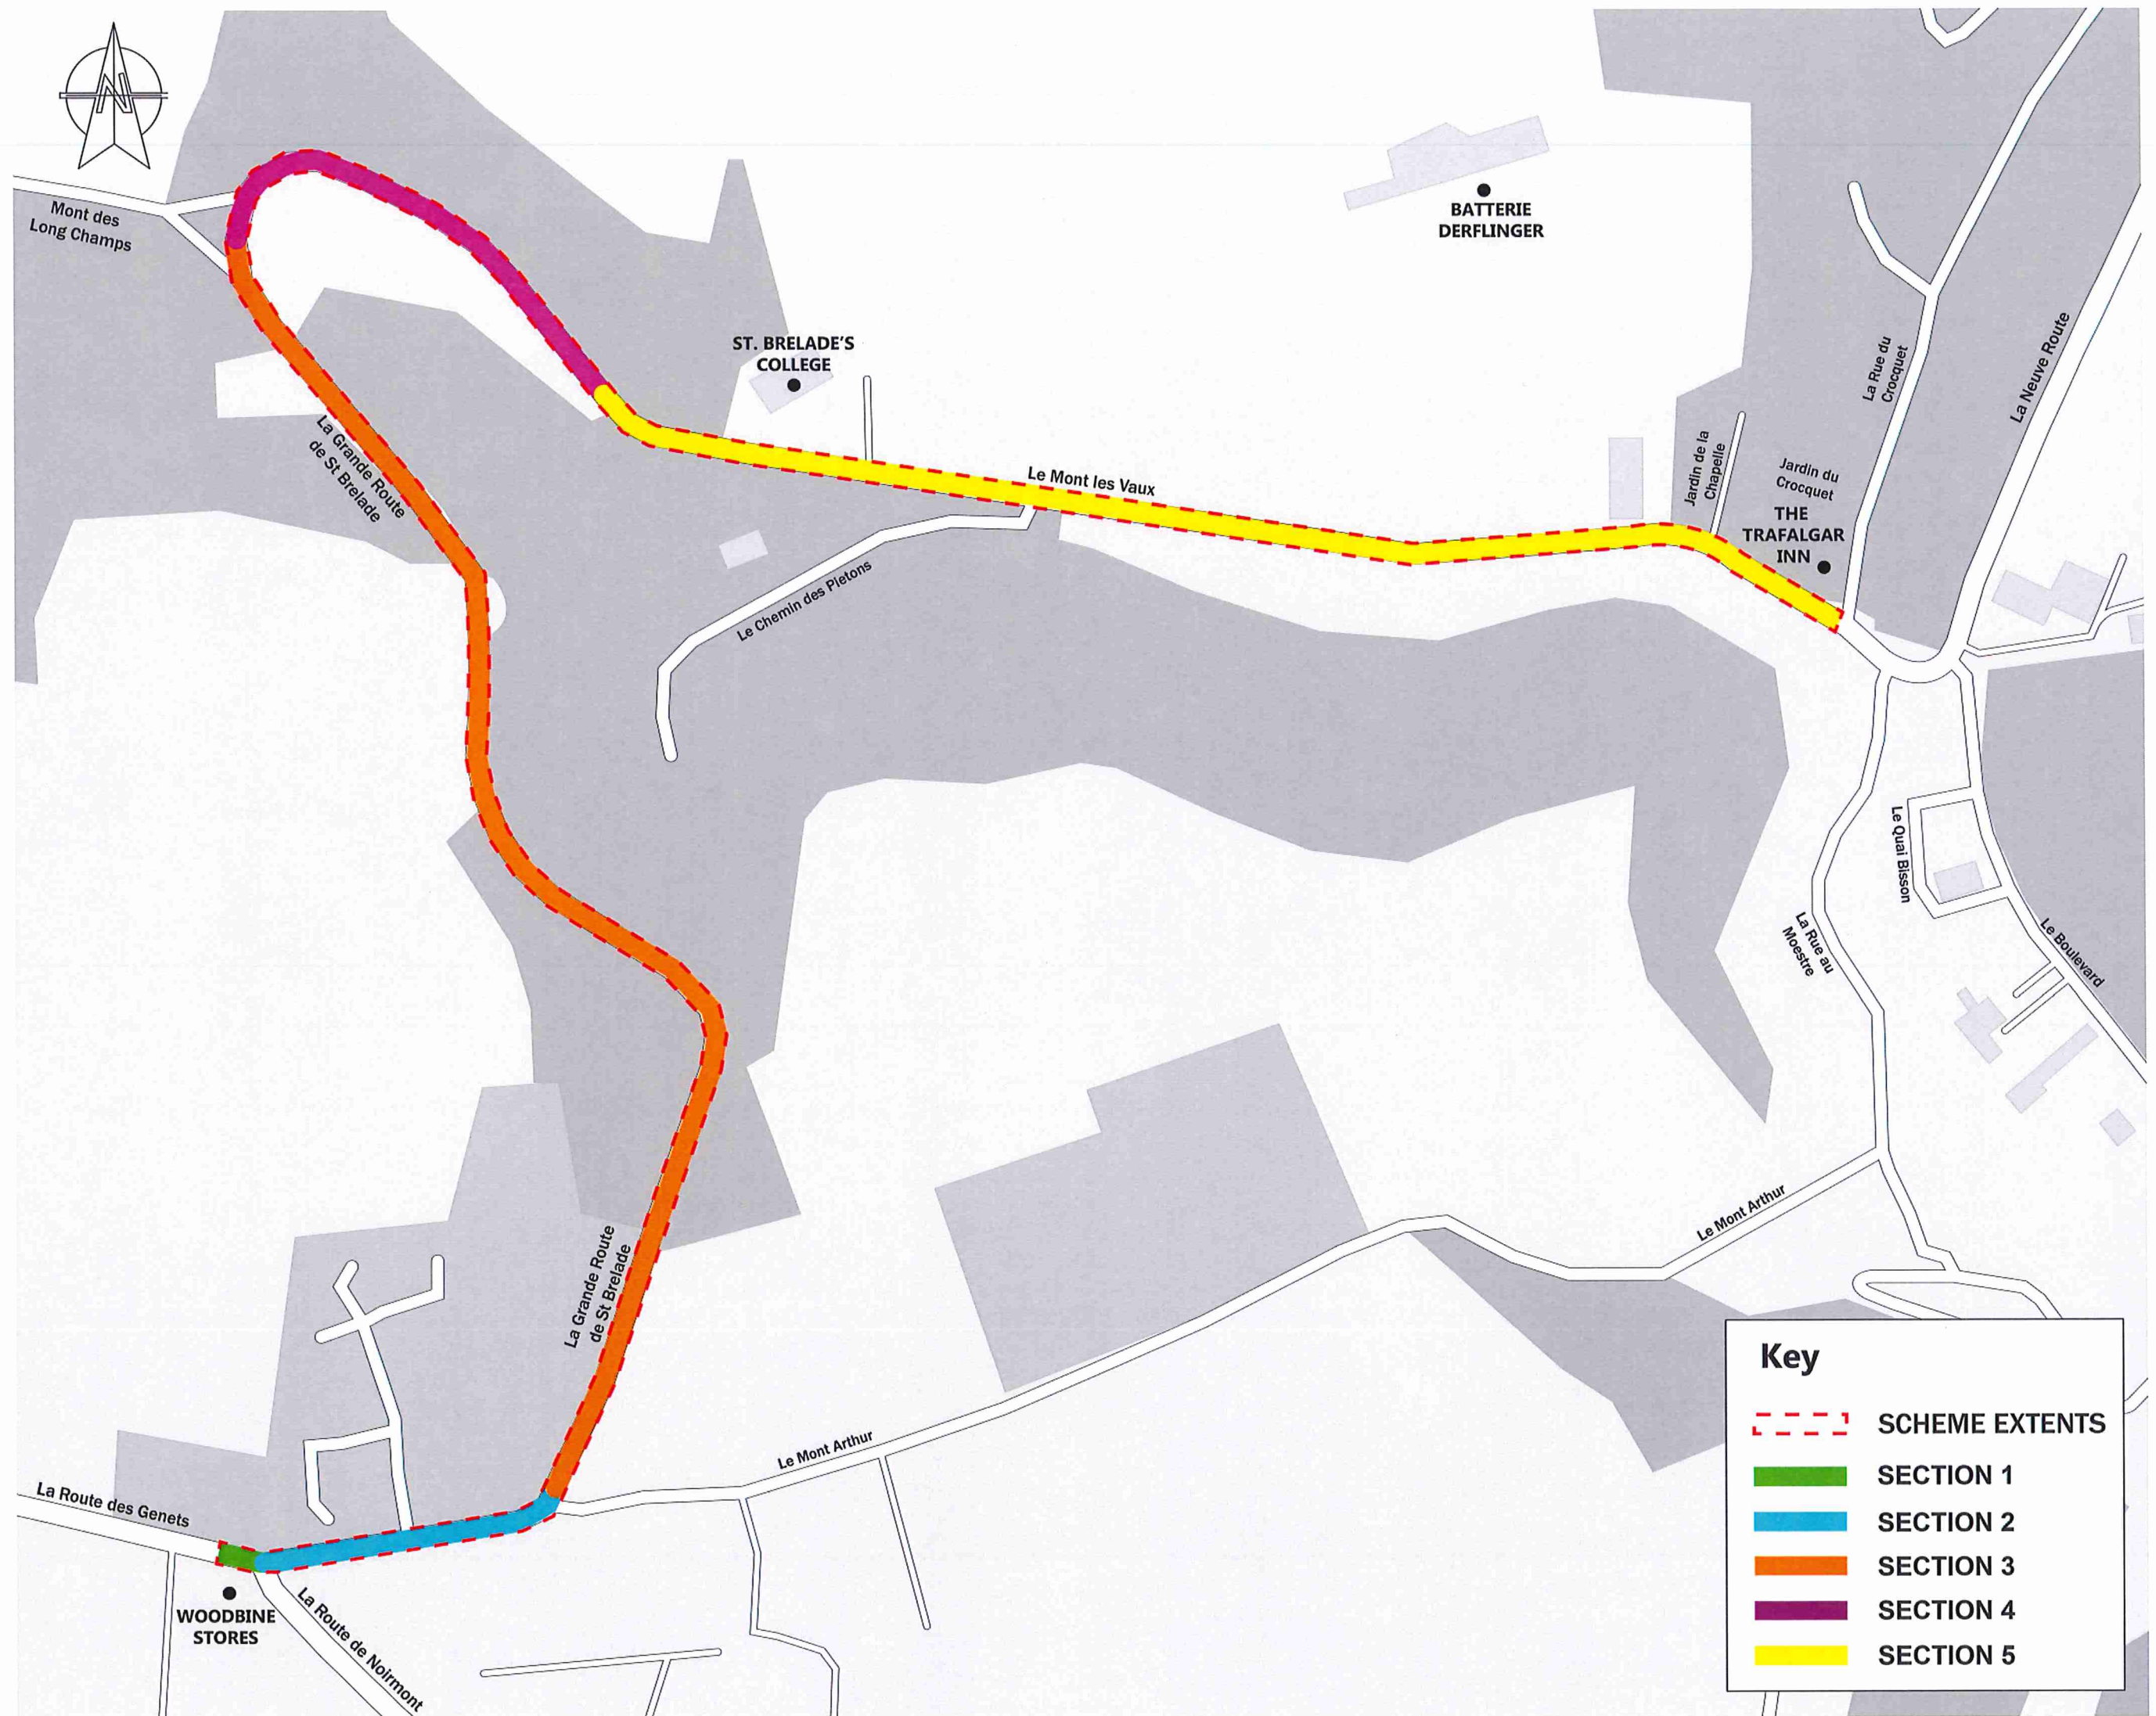 N
Mont des
Long Champs
BATTERIE
DERFLINGER
ST. BRELADE'S
COLLEGE
La Rue du
Crocquet
La Neuve Route
La Grande Route
de St Brelade
Le Mont les Vaux
Jardin de la
Chapelle
Jardin du
Crocquet
THE
TRAFALGAR
INN
Le Chemin des Pietons
Le Quai Bisson
La Rue au
Moestre
Le Boulevard
La Grande Route
de St Brelade
Le Mont Arthur
Le Mont Arthur
La Route des Genets
WOODBINE
STORES
La Route de Noirmont
Key
SCHEME EXTENTS
SECTION 1
SECTION 2
SECTION 3
SECTION 4
SECTION 5